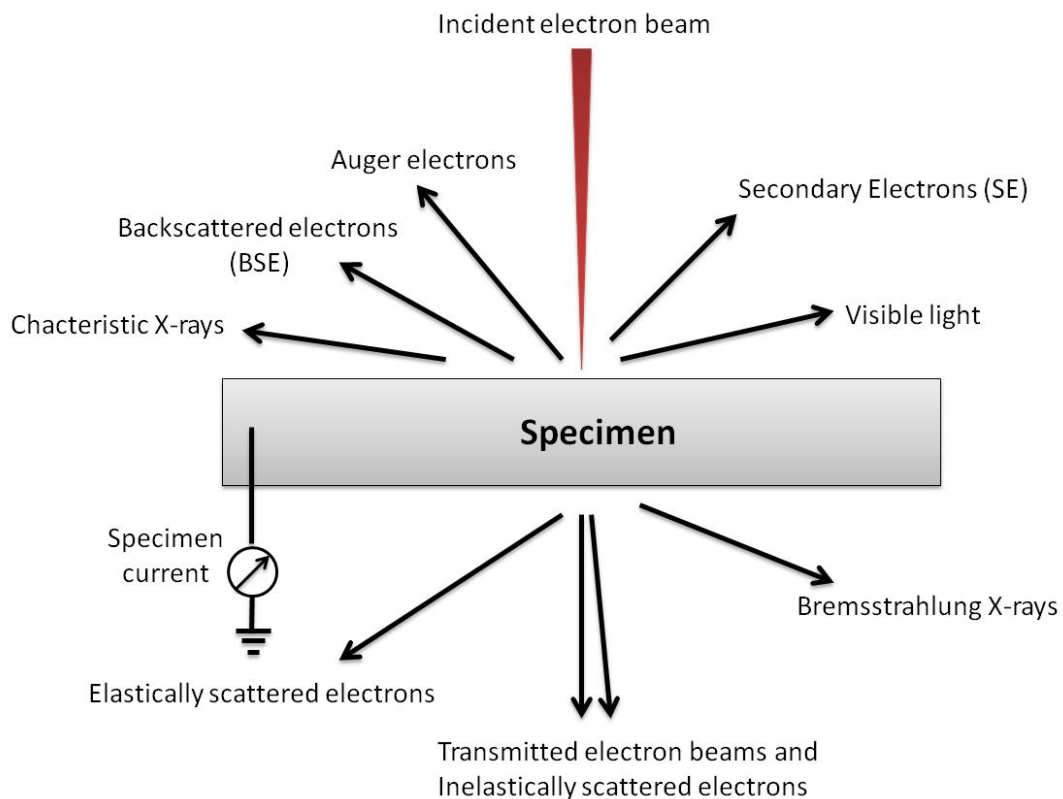 Incident electron beam
Auger electrons
Secondary Electrons (SE)
Backscattered electrons
(BSE)
Chacteristic X-rays
Visible light
Specimen
Specimen
current
Bremsstrahlung X-rays
Elastically scattered electrons
Transmitted electron beams and
Inelastically scattered electrons